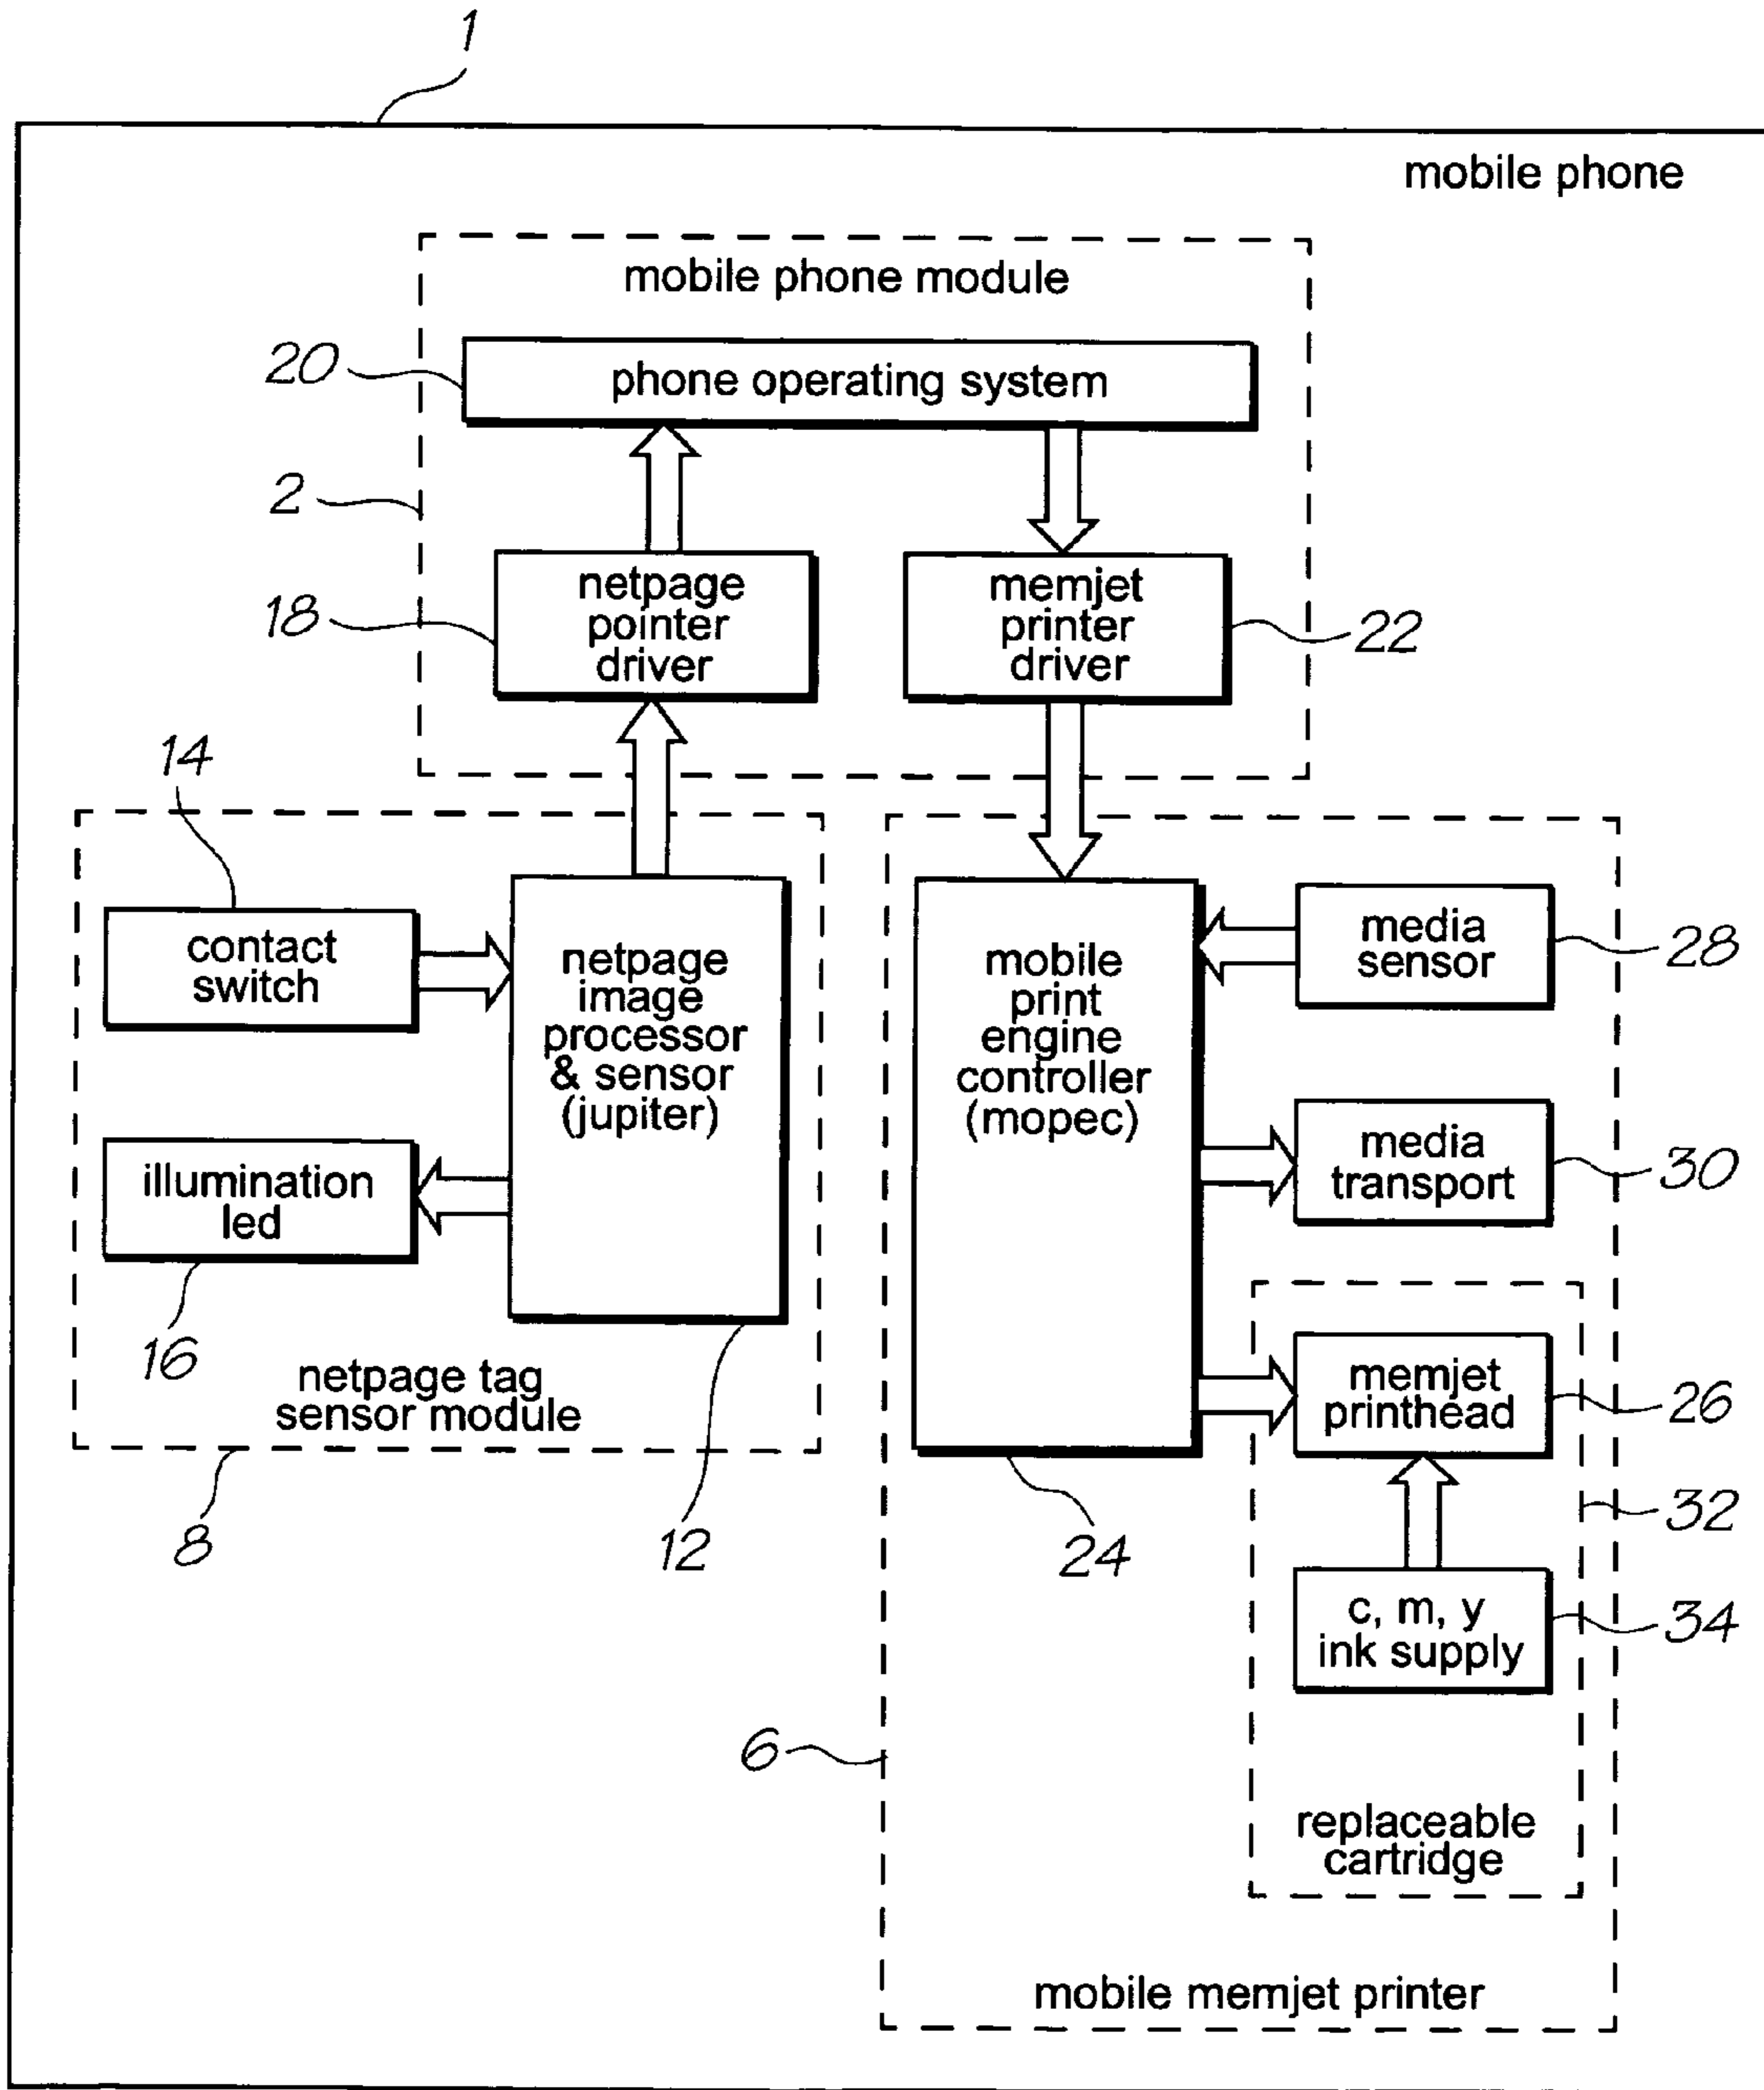 1
mobile phone
mobile phone module
20
phone operating system
2
netpage
pointer
driver
18
memjet
printer
driver
22
14
contact
switch
netpage
image
processor
& sensor
(jupiter)
illumination
led
16
netpage tag
sensor module
8
12
mobile
print
engine
controller
(mopec)
media
sensor
28
media
transport
30
memjet
printhead
26
24
32
c, m, y
ink supply
34
6
replaceable
cartridge
mobile memjet printer